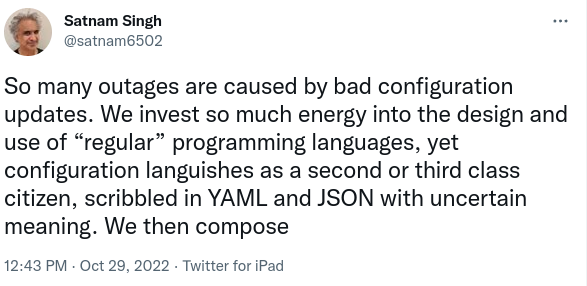 Satnam Singh
@satnam6502
So many outages are caused by bad configuration
updates. We invest so much energy into the design and
use of “regular” programming languages, yet
configuration languishes as a second or third class
citizen, scribbled in YAML and JSON with uncertain
meaning. We then compose
12:43 PM · Oct 29, 2022 · Twitter for iPad